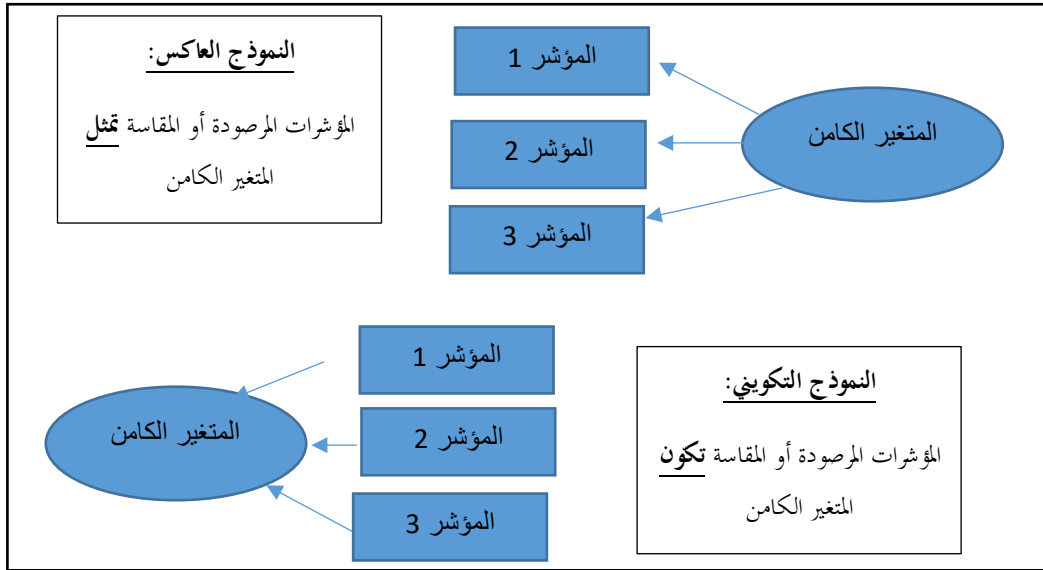 النموذج العاكس:
المؤشرات المرصودة أو المقاسة تمثل
المتغير الكامن
المؤشر 1
المؤشر 2
المؤشر 3
المتغير الكامن
المؤشر 1
المؤشر 2
المؤشر 3
المتغير الكامن
النموذج التكويني:
المؤشرات المرصودة أو المقاسة تكون
المتغير الكامن